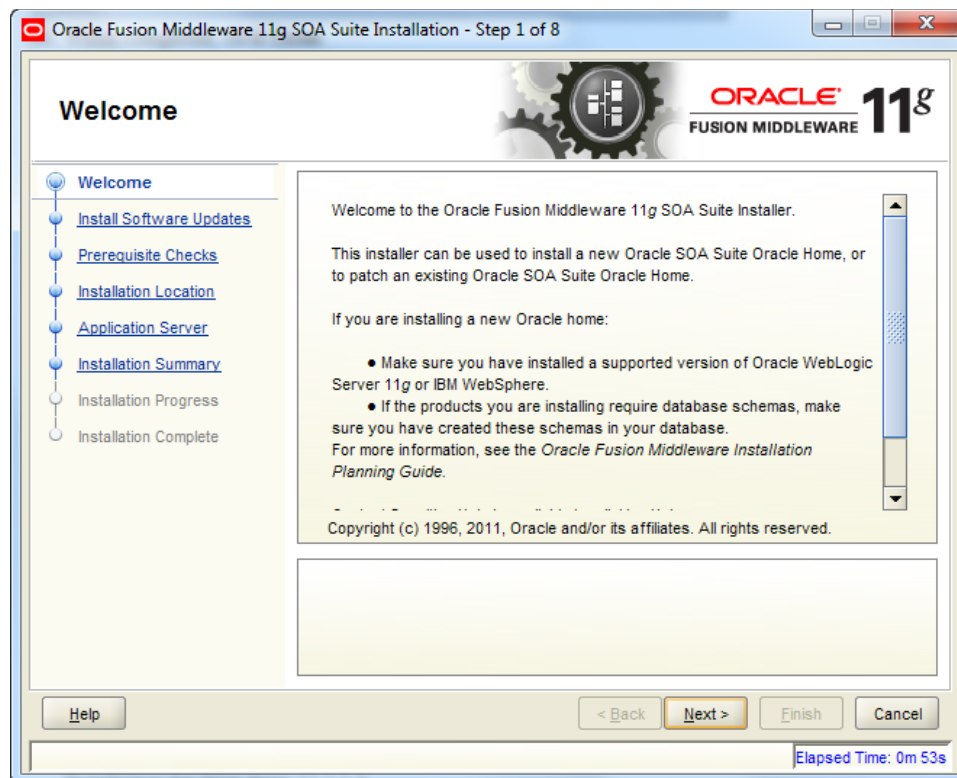 Oracle Fusion Middleware 11g SOA Suite Installation - Step 1 of 8
Welcome
ORACLE
FUSION MIDDLEWARE
11g
Welcome
Install Software Updates
Prerequisite Checks
Installation Location
Application Server
Installation Summary
Installation Progress
Installation Complete
Welcome to the Oracle Fusion Middleware 11g SOA Suite Installer.
This installer can be used to install a new Oracle SOA Suite Oracle Home, or
to patch an existing Oracle SOA Suite Oracle Home.
If you are installing a new Oracle home:
● Make sure you have installed a supported version of Oracle WebLogic
Server 11g or IBM WebSphere.
● If the products you are installing require database schemas, make
sure you have created these schemas in your database.
For more information, see the Oracle Fusion Middleware Installation
Planning Guide.
Copyright (c) 1996, 2011, Oracle and/or its affiliates. All rights reserved.
Help
< Back
Next >
Finish
Cancel
Elapsed Time: 0m 53s